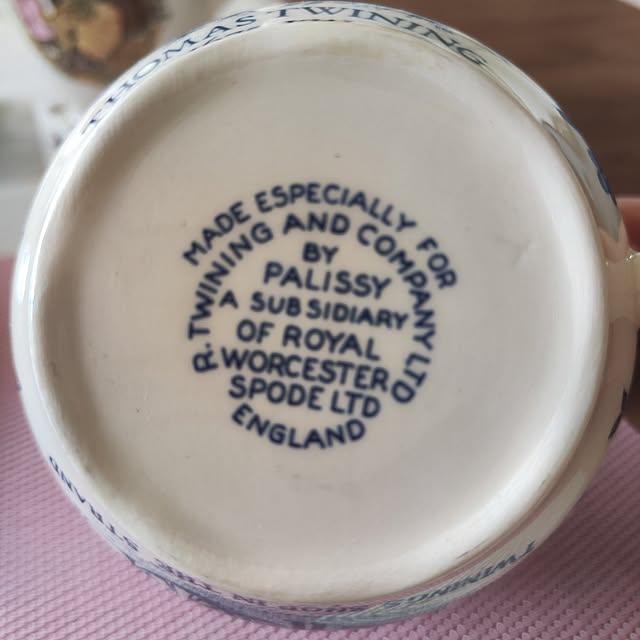 THOMAS TWINING
MADE ESPECIALLY FOR
R. TWINING AND COMPANY LTD
BY
PALISSY
A SUBSIDIARY
OF ROYAL
WORCESTER
SPODE LTD
ENGLAND